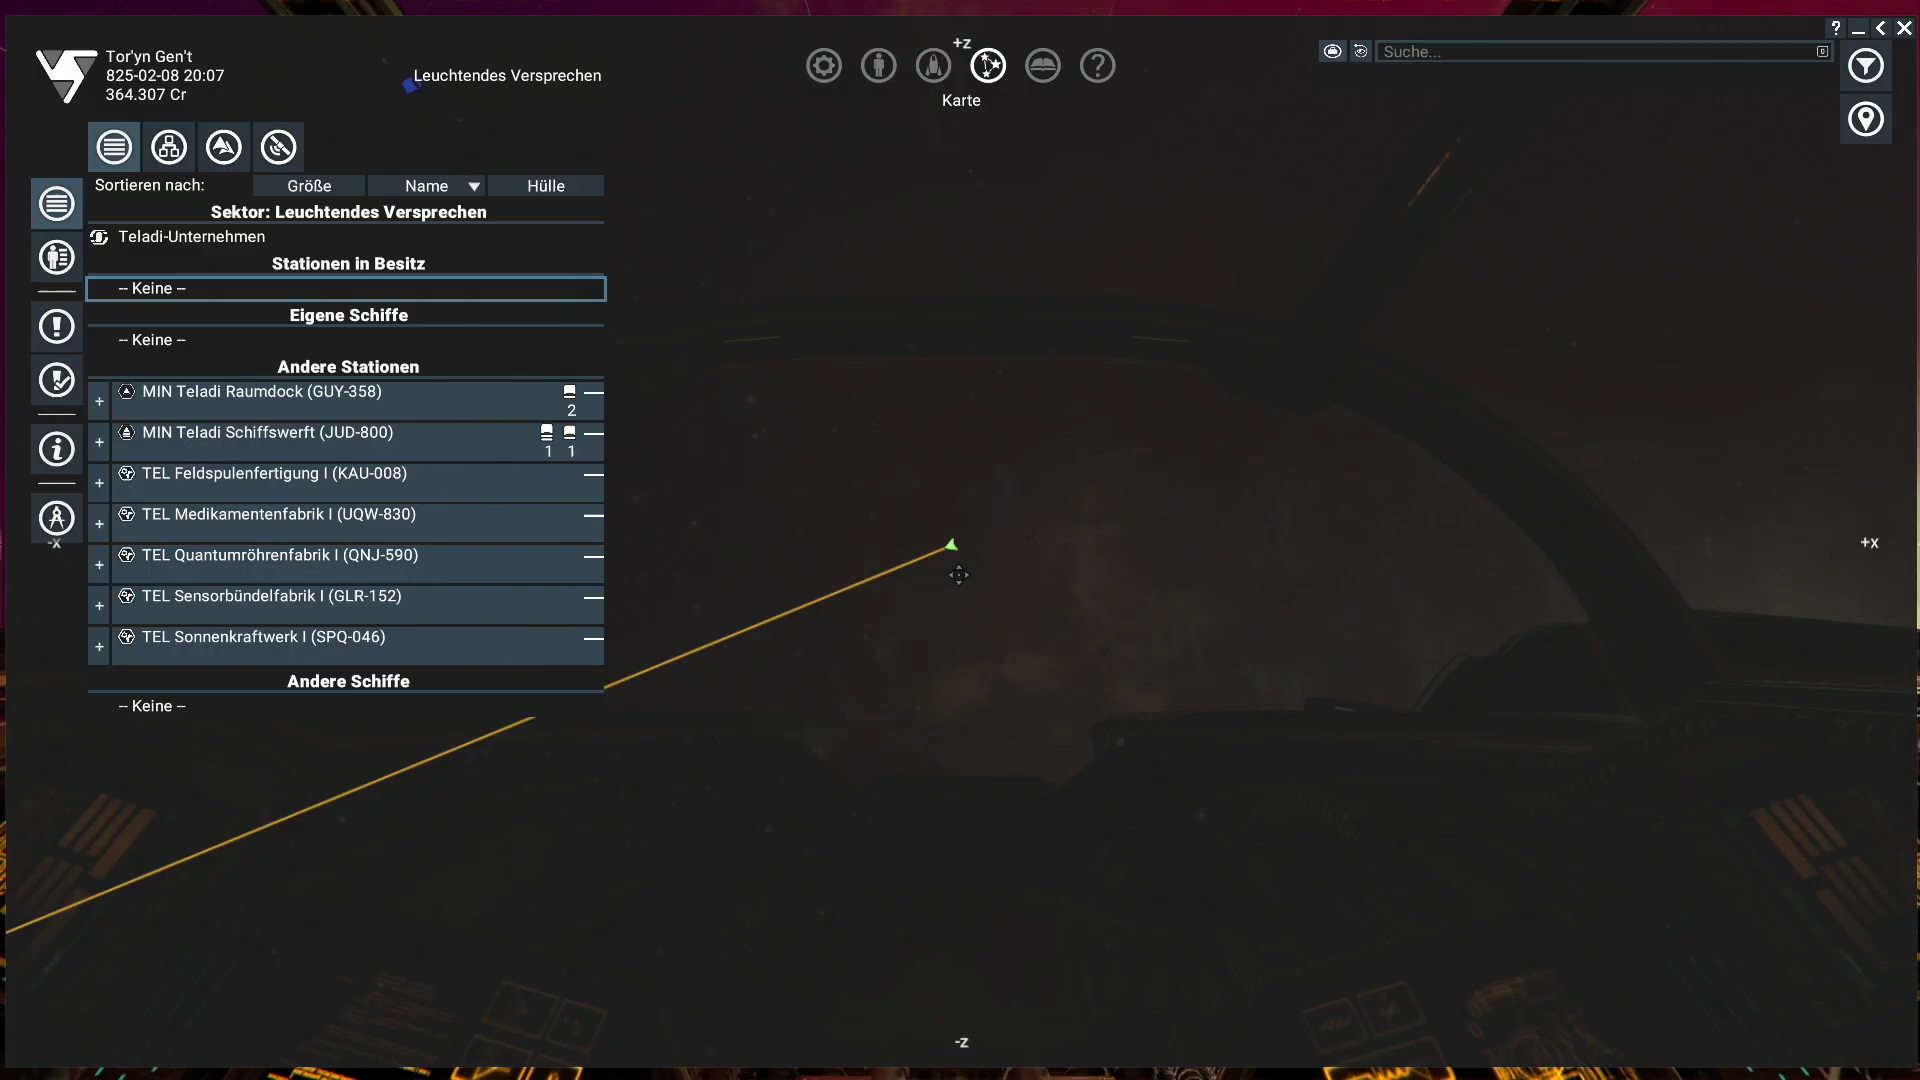 Tor'yn Gen't
825-02-08 20:07
364.307 Cr
Leuchtendes Versprechen
+z
Karte
?
Suche...
Sortieren nach:
Größe
Name
Hülle
Sektor: Leuchtendes Versprechen
Teladi-Unternehmen
Stationen in Besitz
-- Keine --
Eigene Schiffe
-- Keine --
Andere Stationen
+ MIN Teladi Raumdock (GUY-358)
2
+ MIN Teladi Schiffswerft (JUD-800)
1 1
+ TEL Feldspulenfertigung I (KAU-008)
+ TEL Medikamentenfabrik I (UQW-830)
+ TEL Quantumröhrenfabrik I (QNJ-590)
+ TEL Sensorbündelfabrik I (GLR-152)
+ TEL Sonnenkraftwerk I (SPQ-046)
Andere Schiffe
-- Keine --
-x
+x
-z